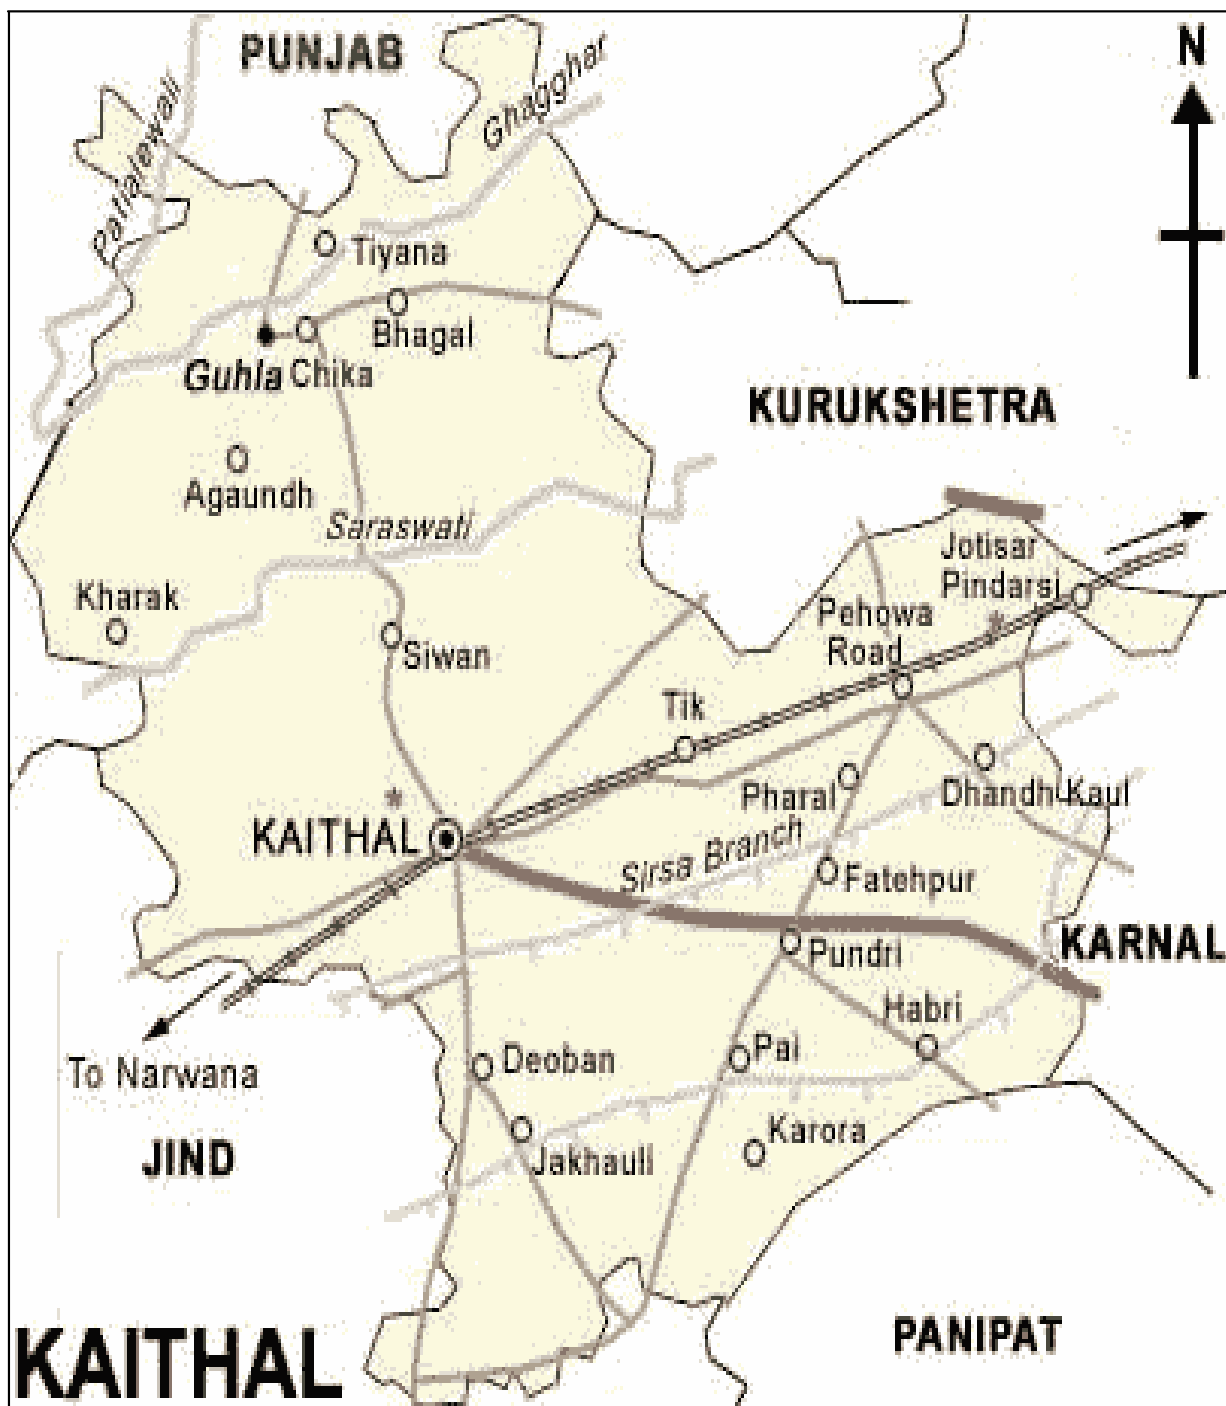 PUNJAB
N
Ghagghar
Patialewali
Tiyana
Bhagal
Guhla
Chika
KURUKSHETRA
Agaundh
Saraswati
Jotisar
Pindarsi
Kharak
Pehowa
Road
Siwan
Tik
Pharal
Dhandh Kaul
KAITHAL
Sirsa Branch
Fatehpur
KARNAL
Pundri
Habri
Deoban
Pai
To Narwana
Karora
JIND
Jakhauli
PANIPAT
KAITHAL